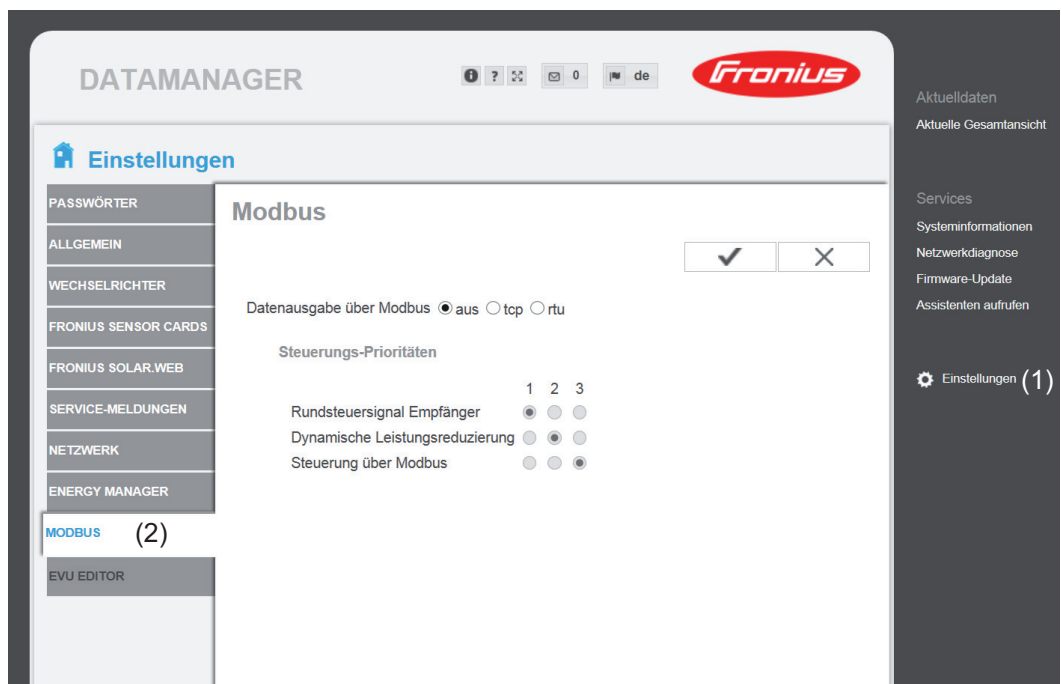 DATAMANAGER
i ? 0 de
Fronius
Einstellungen
PASSWÖRTER
ALLGEMEIN
WECHSELRICHTER
FRONIUS SENSOR CARDS
FRONIUS SOLAR.WEB
SERVICE-MELDUNGEN
NETZWERK
ENERGY MANAGER
MODBUS (2)
EVU EDITOR
Modbus
Datenausgabe über Modbus aus tcp rtu
Steuerungs-Prioritäten
1 2 3
Rundsteuersignal Empfänger
Dynamische Leistungsreduzierung
Steuerung über Modbus
Aktuelldaten
Aktuelle Gesamtansicht
Services
Systeminformationen
Netzwerkdiagnose
Firmware-Update
Assistenten aufrufen
Einstellungen (1)